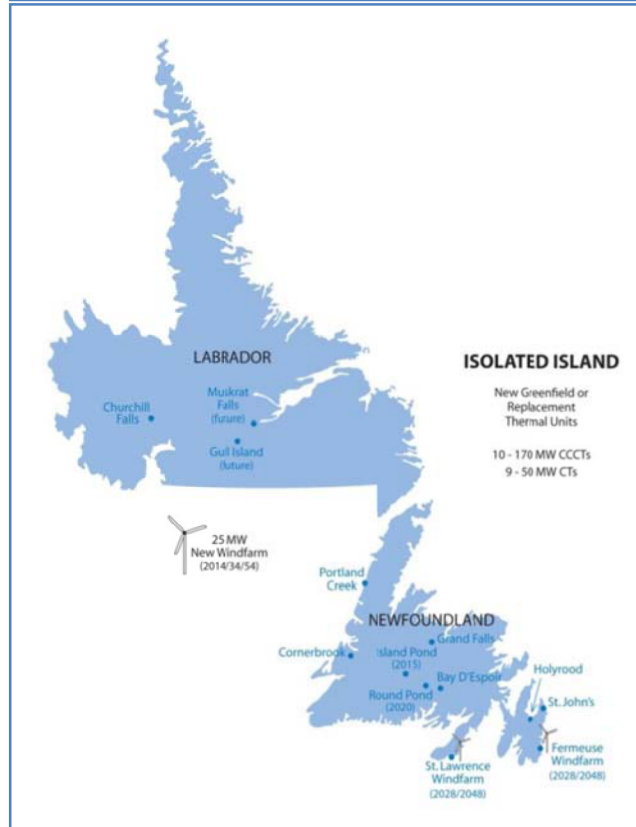 LABRADOR
Churchill
Falls
Muskrat
Falls
(future)
Gull Island
(future)
ISOLATED ISLAND
New Greenfield or
Replacement
Thermal Units
10 - 170 MW CCCTs
9 - 50 MW CTs
25 MW
New Windfarm
(2014/34/54)
Portland
Creek
NEWFOUNDLAND
Grand Falls
Cornerbrook
Island Pond
(2015)
Bay D'Espoir
Round Pond
(2020)
Holyrood
St. John's
Fermeuse
Windfarm
(2028/2048)
St. Lawrence
Windfarm
(2028/2048)